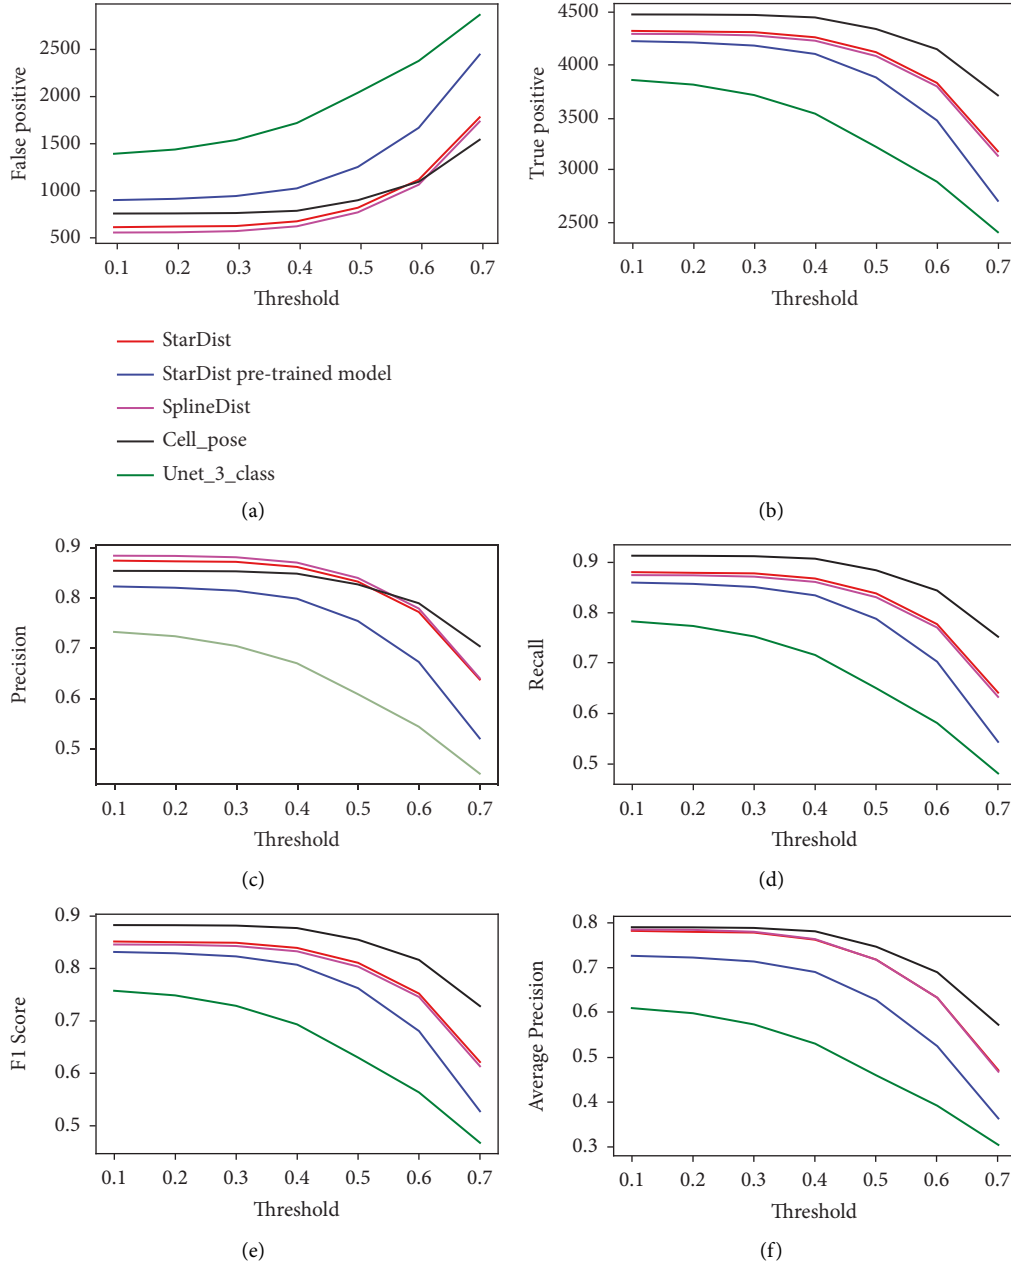 False positive
2500
2000
1500
1000
500
0.1 0.2 0.3 0.4 0.5 0.6 0.7
Threshold
True positive
4500
4000
3500
3000
2500
0.1 0.2 0.3 0.4 0.5 0.6 0.7
Threshold
StarDist
StarDist pre-trained model
SplineDist
Cell_pose
Unet_3_class
(a)
(b)
Precision
0.9
0.8
0.7
0.6
0.5
0.1 0.2 0.3 0.4 0.5 0.6 0.7
Threshold
(c)
Recall
0.9
0.8
0.7
0.6
0.5
0.1 0.2 0.3 0.4 0.5 0.6 0.7
Threshold
(d)
F1 Score
0.9
0.8
0.7
0.6
0.5
0.1 0.2 0.3 0.4 0.5 0.6 0.7
Threshold
(e)
Average Precision
0.8
0.7
0.6
0.5
0.4
0.3
0.1 0.2 0.3 0.4 0.5 0.6 0.7
Threshold
(f)